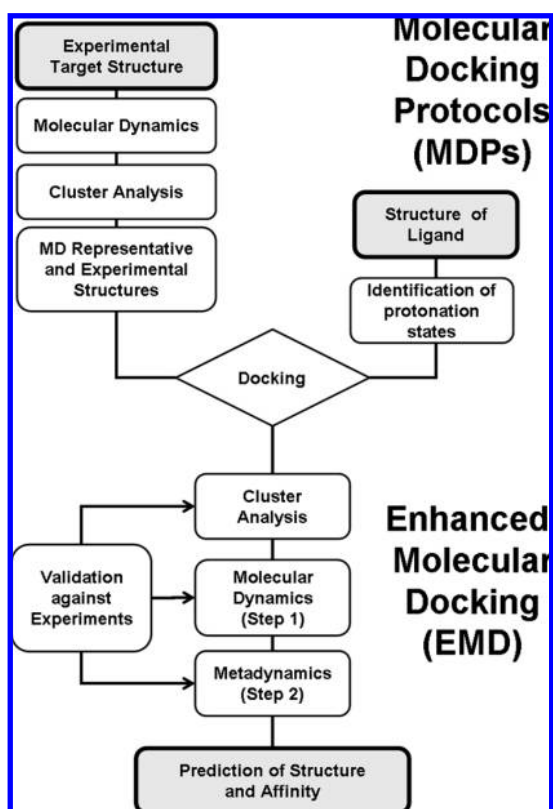 Experimental
Target Structure
Molecular Dynamics
Cluster Analysis
MD Representative
and Experimental
Structures
Molecular
Docking
Protocols
(MDPs)
Structure of
Ligand
Identification of
protonation
states
Docking
Cluster
Analysis
Validation
against
Experiments
Molecular
Dynamics
(Step 1)
Metadynamics
(Step 2)
Enhanced
Molecular
Docking
(EMD)
Prediction of Structure
and Affinity